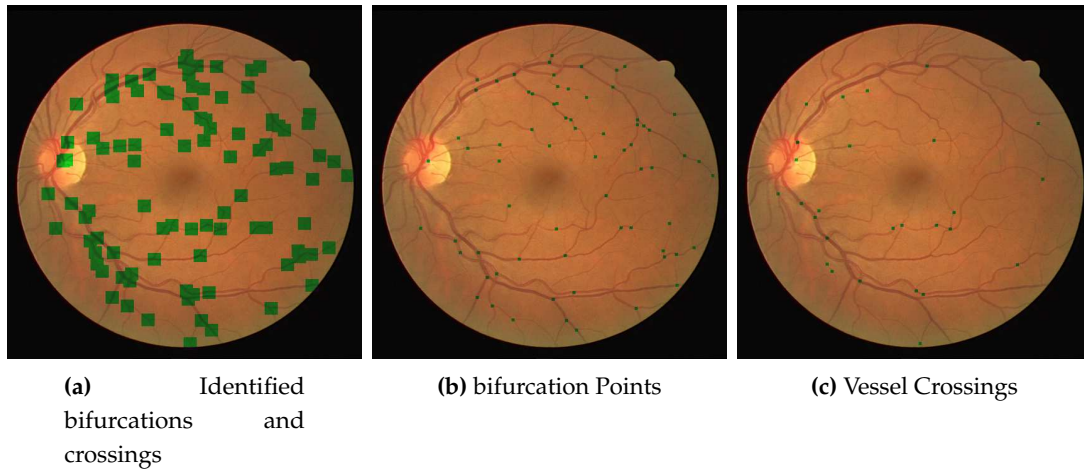 (a) Identified
bifurcations and
crossings
(b) bifurcation Points
(c) Vessel Crossings